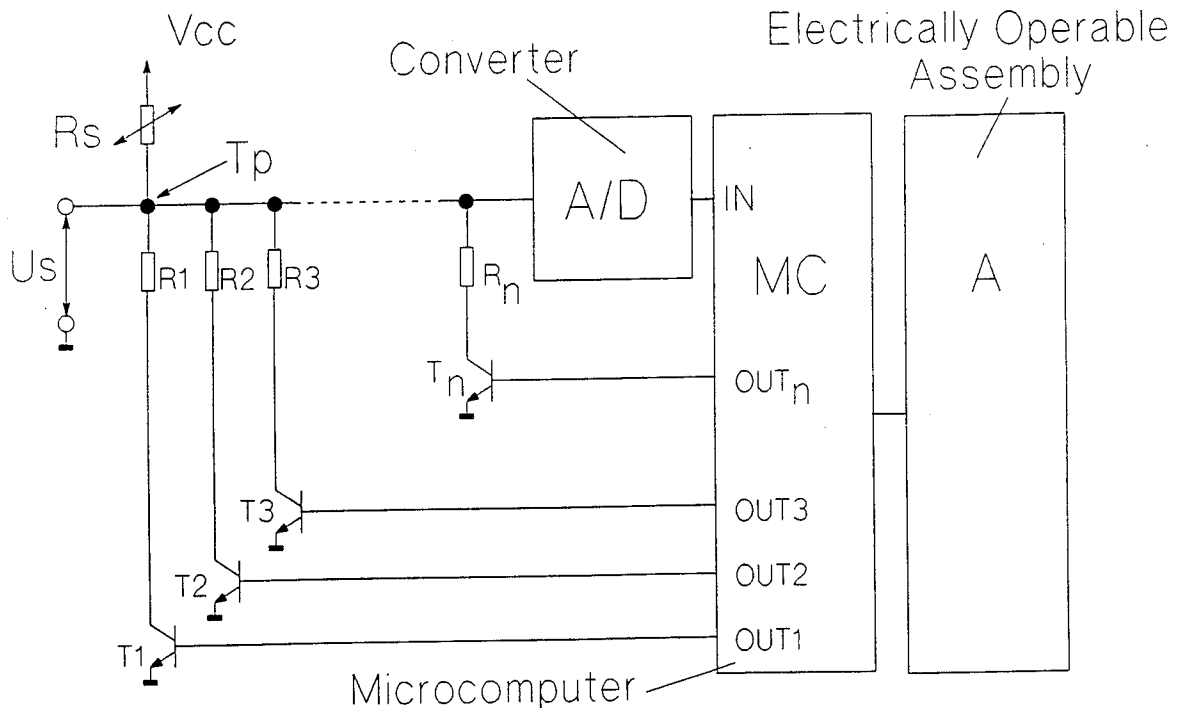 Vcc
Electrically Operable
Assembly
Converter
Rs
Tp
A/D
IN
Us
R1
R2
R3
Rn
MC
A
Tn
OUTn
T3
OUT3
T2
OUT2
T1
OUT1
Microcomputer